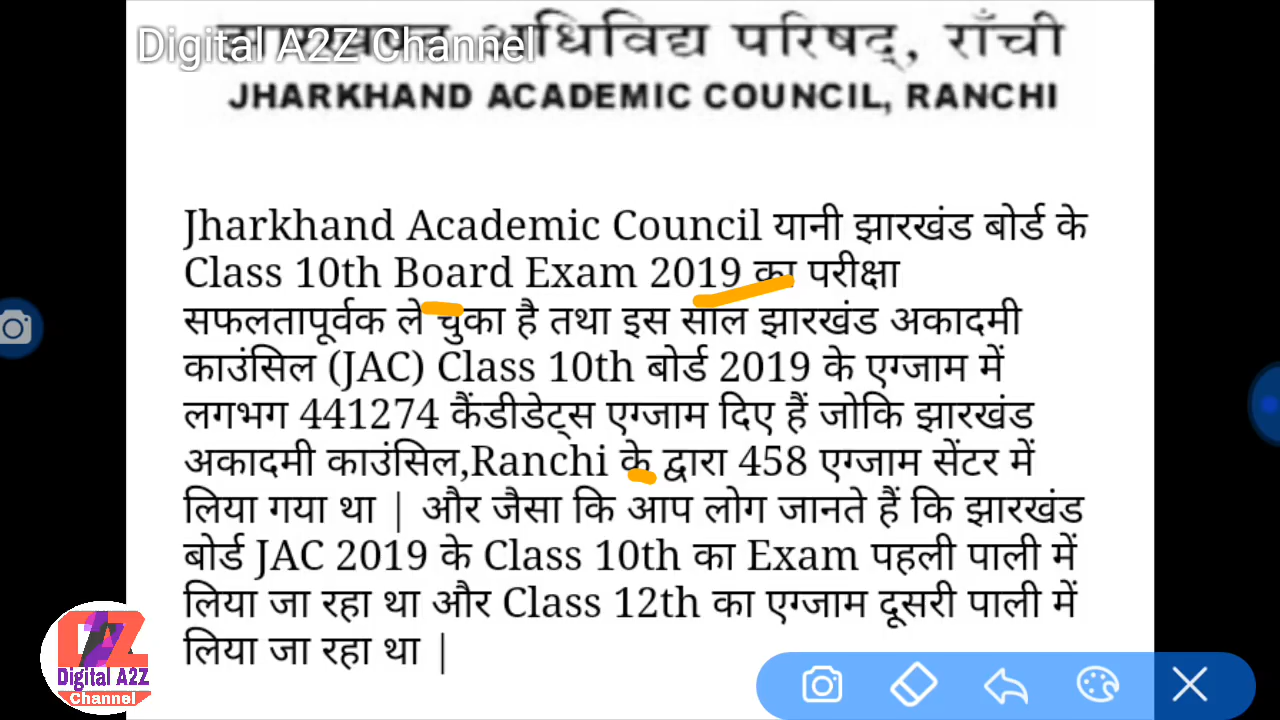 Digital A2Z Channel
अधिविद्य परिषद्, राँची
JHARKHAND ACADEMIC COUNCIL, RANCHI
Jharkhand Academic Council यानी झारखंड बोर्ड के
Class 10th Board Exam 2019 का परीक्षा
सफलतापूर्वक ले चुका है तथा इस साल झारखंड अकादमी
काउंसिल (JAC) Class 10th बोर्ड 2019 के एग्जाम में
लगभग 441274 कैंडीडेट्स एग्जाम दिए हैं जोकि झारखंड
अकादमी काउंसिल,Ranchi के द्वारा 458 एग्जाम सेंटर में
लिया गया था | और जैसा कि आप लोग जानते हैं कि झारखंड
बोर्ड JAC 2019 के Class 10th का Exam पहली पाली में
लिया जा रहा था और Class 12th का एग्जाम दूसरी पाली में
लिया जा रहा था |
Digital A2Z
Channel